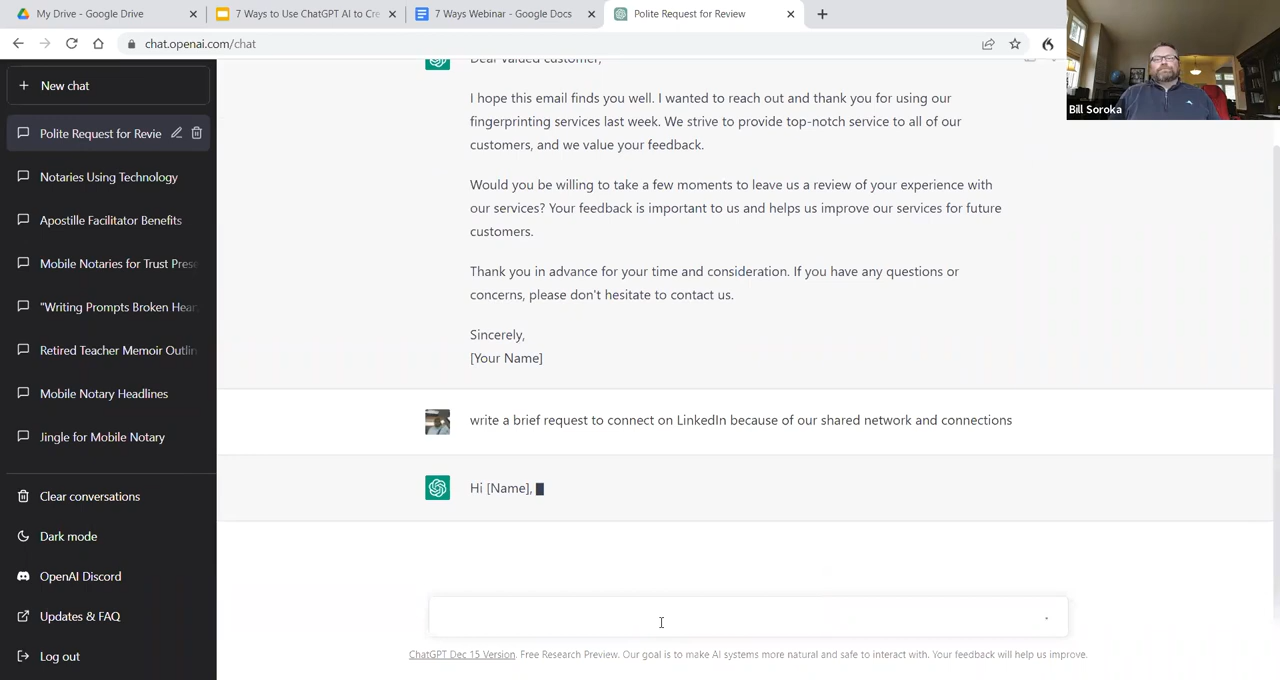 My Drive - Google Drive
7 Ways to Use ChatGPT AI to Cre
7 Ways Webinar - Google Docs
Polite Request for Review
chat.openai.com/chat
Bill Soroka
New chat
Polite Request for Revie
Notaries Using Technology
Apostille Facilitator Benefits
Mobile Notaries for Trust Prese
"Writing Prompts Broken Hear
Retired Teacher Memoir Outlin
Mobile Notary Headlines
Jingle for Mobile Notary
Clear conversations
Dark mode
OpenAI Discord
Updates & FAQ
Log out
Dear valued customer,
I hope this email finds you well. I wanted to reach out and thank you for using our
fingerprinting services last week. We strive to provide top-notch service to all of our
customers, and we value your feedback.
Would you be willing to take a few moments to leave us a review of your experience with
our services? Your feedback is important to us and helps us improve our services for future
customers.
Thank you in advance for your time and consideration. If you have any questions or
concerns, please don't hesitate to contact us.
Sincerely,
[Your Name]
write a brief request to connect on LinkedIn because of our shared network and connections
Hi [Name],
ChatGPT Dec 15 Version. Free Research Preview. Our goal is to make AI systems more natural and safe to interact with. Your feedback will help us improve.